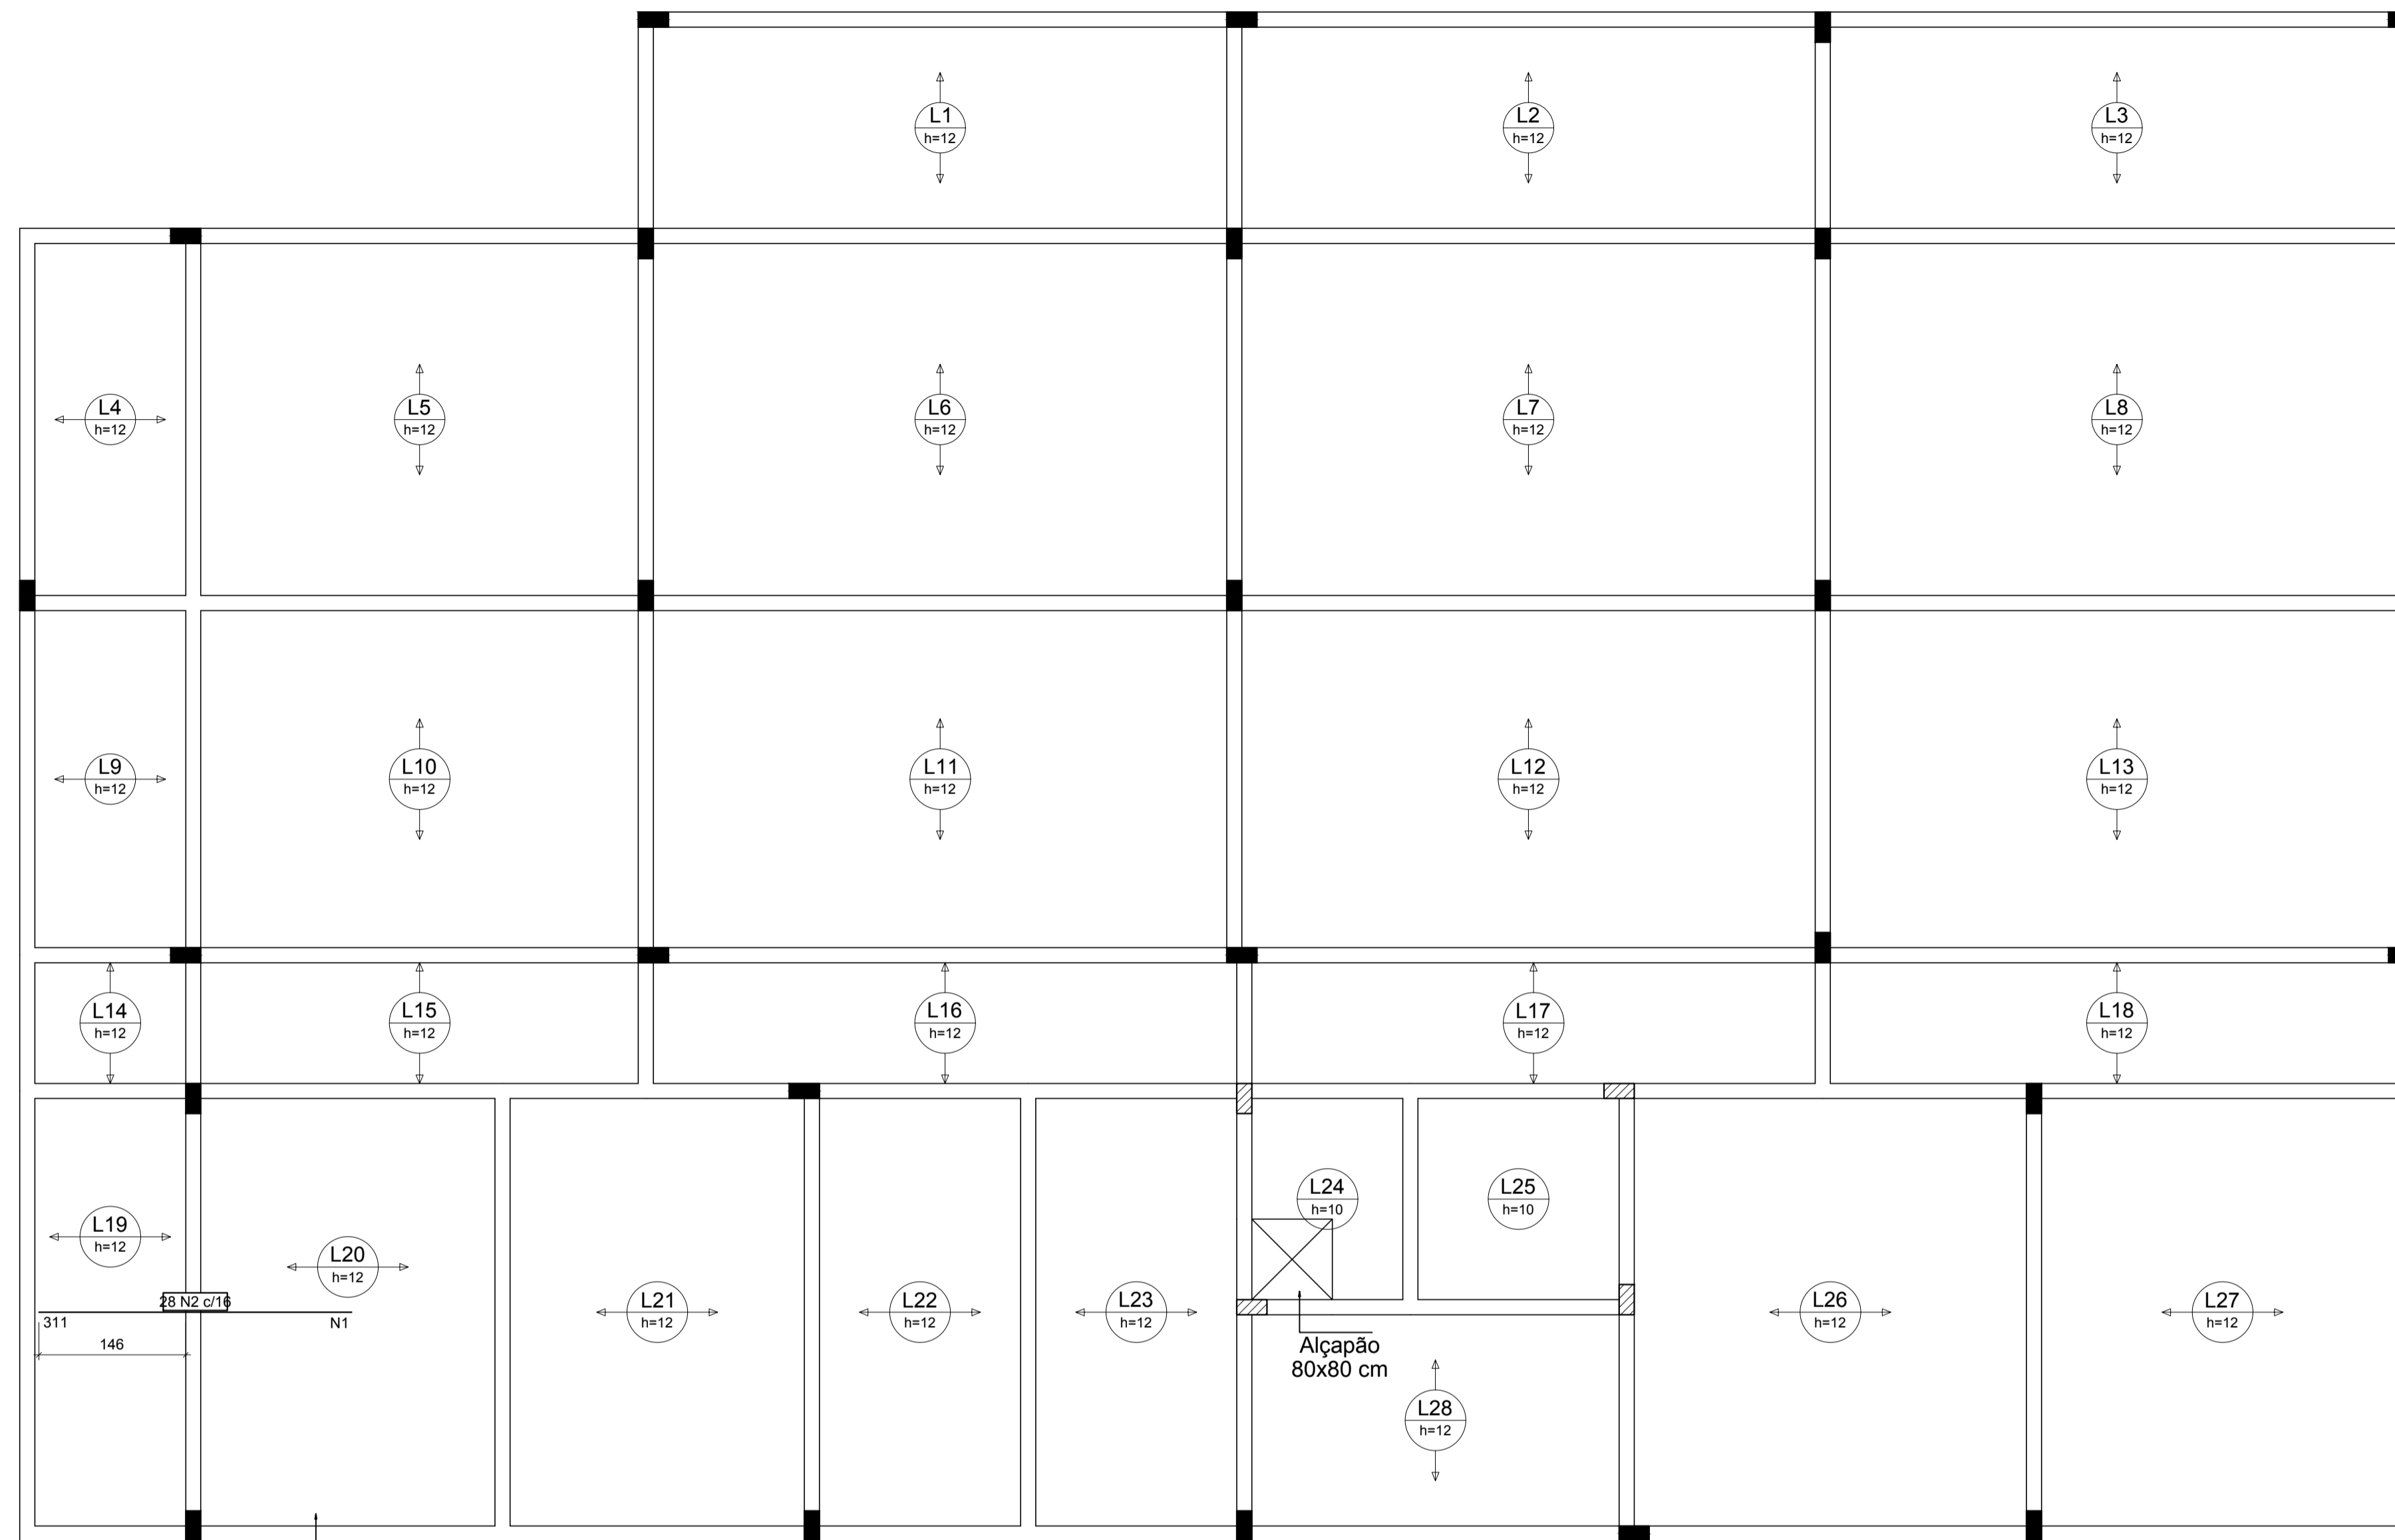 L1
h=12
L2
h=12
L3
h=12
L4
h=12
L5
h=12
L6
h=12
L7
h=12
L8
h=12
L9
h=12
L10
h=12
L11
h=12
L12
h=12
L13
h=12
L14
h=12
L15
h=12
L16
h=12
L17
h=12
L18
h=12
L19
h=12
L20
h=12
L21
h=12
L22
h=12
L23
h=12
L24
h=10
L25
h=10
L26
h=12
L27
h=12
28 N2 c/16
311
N1
146
Alçapão
80x80 cm
L28
h=12